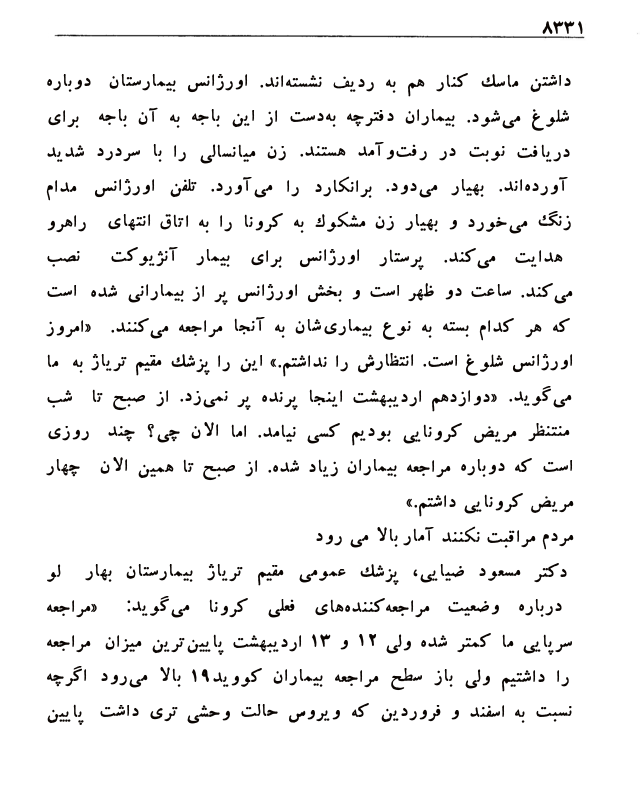 ۸۳۳۱
داشتن ماسک کنار هم به ردیف نشسته‌اند. اورژانس بیمارستان دوباره
شلوغ می‌شود. بیماران دفترچه به‌دست از این باجه به آن باجه برای
دریافت نوبت در رفت‌وآمد هستند. زن میانسالی را با سردرد شدید
آورده‌اند. بهیار می‌دود. برانکارد را می‌آورد. تلفن اورژانس مدام
زنگ می‌خورد و بهیار زن مشکوک به کرونا را به اتاق انتهای راهرو
هدایت می‌کند. پرستار اورژانس برای بیمار آنژیوکت نصب
می‌کند. ساعت دو ظهر است و بخش اورژانس پر از بیمارانی شده است
که هر کدام بسته به نوع بیماری‌شان به آنجا مراجعه می‌کنند. «امروز
اورژانس شلوغ است. انتظارش را نداشتم.» این را پزشک مقیم تریاژ به ما
می‌گوید. «دوازدهم اردیبهشت اینجا پرنده پر نمی‌زد. از صبح تا شب
منتنظر مریض کرونایی بودیم کسی نیامد. اما الان چی؟ چند روزی
است که دوباره مراجعه بیماران زیاد شده. از صبح تا همین الان چهار
مریض کرونایی داشتم.»
مردم مراقبت نکنند آمار بالا می رود
دکتر مسعود ضیایی، پزشک عمومی مقیم تریاژ بیمارستان بهار لو
درباره وضعیت مراجعه‌کننده‌های فعلی کرونا می‌گوید: «مراجعه
سرپایی ما کمتر شده ولی ۱۲ و ۱۳ اردیبهشت پایین‌ترین میزان مراجعه
را داشتیم ولی باز سطح مراجعه بیماران کووید۱۹ بالا می‌رود اگرچه
نسبت به اسفند و فروردین که ویروس حالت وحشی تری داشت پایین